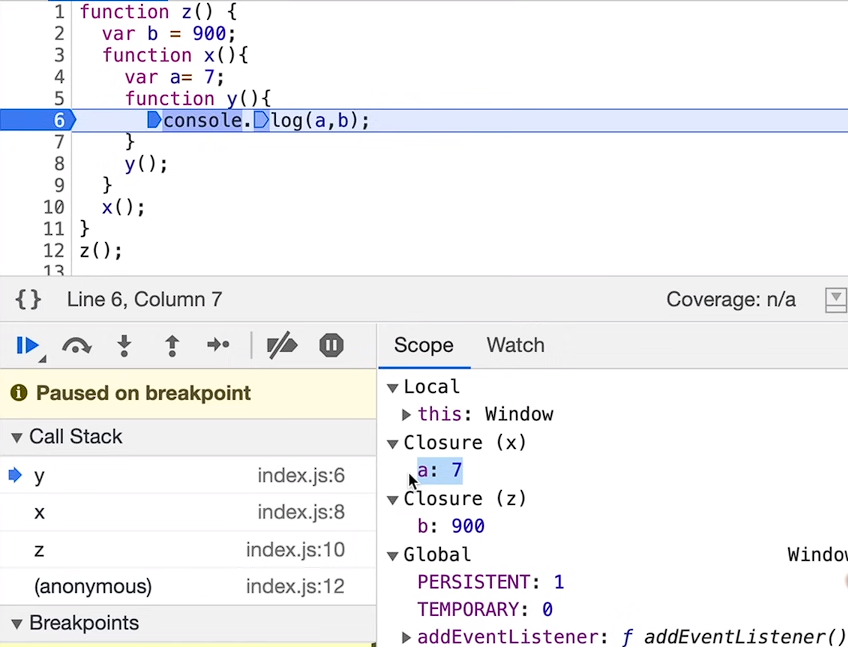 1 function z() {
2 var b = 900;
3 function x(){
4 var a= 7;
5 function y(){
6 console.log(a,b);
7 }
8 y();
9 }
10 x();
11 }
12 z();
13
{} Line 6, Column 7 Coverage: n/a
Scope Watch
Paused on breakpoint
Call Stack
y index.js:6
x index.js:8
z index.js:10
(anonymous) index.js:12
Breakpoints
Local
this: Window
Closure (x)
a: 7
Closure (z)
b: 900
Global Window
PERSISTENT: 1
TEMPORARY: 0
addEventListener: ƒ addEventListener()